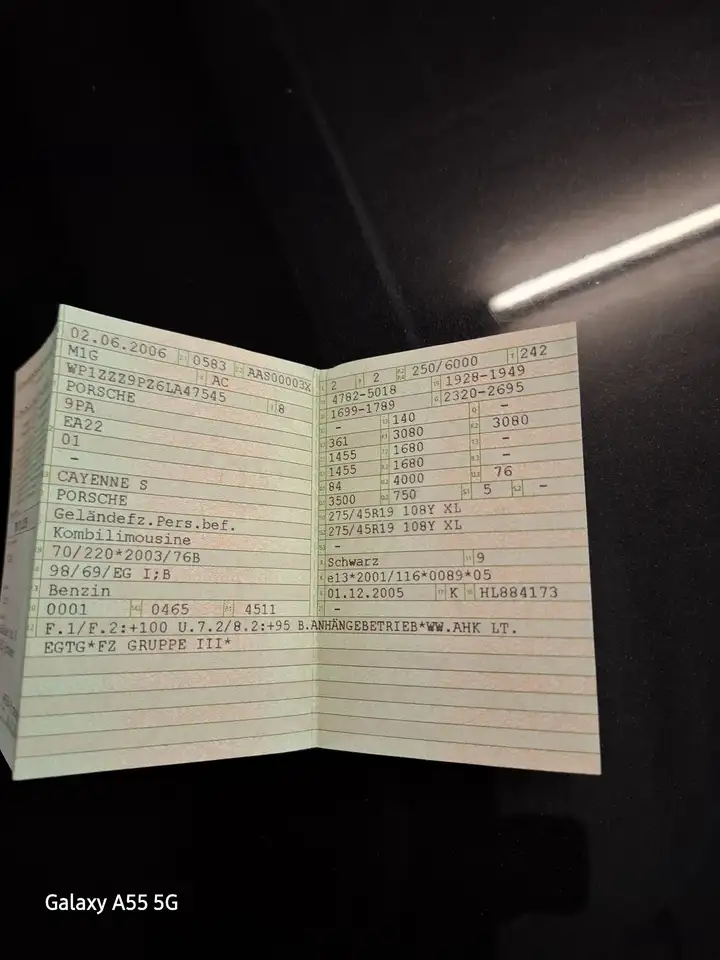 02.06.2006 0583 AAS00003X
M1G AC
WP1ZZZ9PZ6LA47545 8
PORSCHE
9PA
EA22
01
-
CAYENNE S
PORSCHE
Geländefz.Pers.bef.
Kombilimousine
70/220*2003/76B
98/69/EG I;B
Benzin
0001 0465 4511
2 2 250/6000 242
4782-5018 1928-1949
1699-1789 2320-2695
- 140 -
361 3080 3080
1455 1680 -
1455 1680 -
84 4000 76
3500 750 5 -
275/45R19 108Y XL
275/45R19 108Y XL
-
Schwarz 9
e13*2001/116*0089*05
01.12.2005 K HL884173
-
F.1/F.2:+100 U.7.2/8.2:+95 B.ANHÄNGEBETRIEB*WW.AHK LT.
EGTG*FZ GRUPPE III*
Galaxy A55 5G